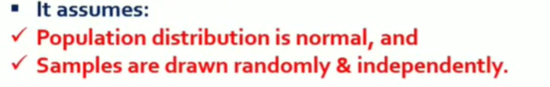 ▪ It assumes:
✓ Population distribution is normal, and
✓ Samples are drawn randomly & independently.